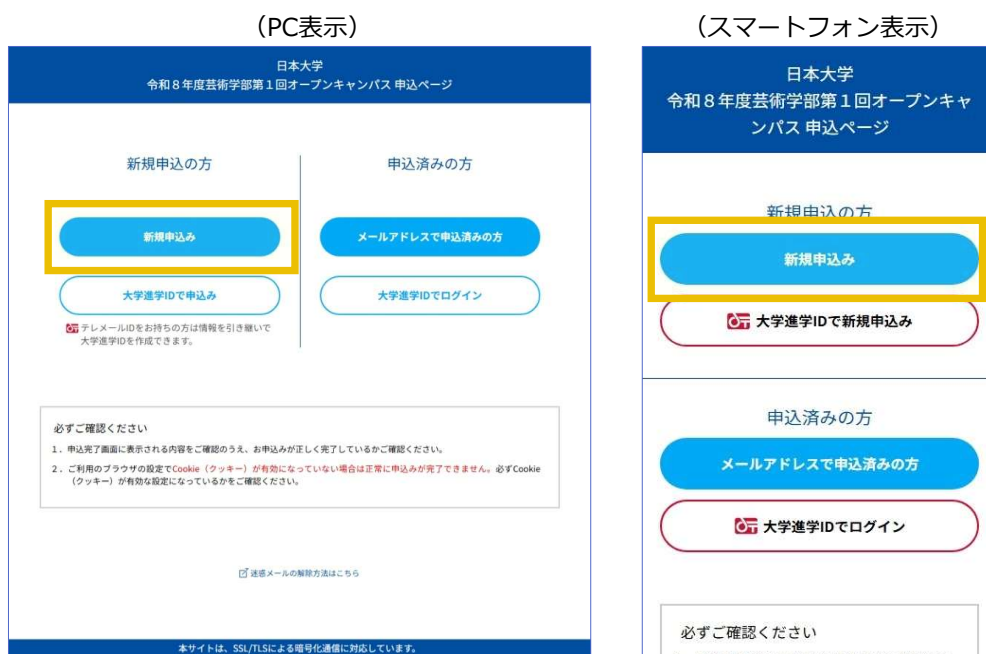 （PC表示）
日本大学
令和８年度芸術学部第１回オープンキャンパス 申込ページ
新規申込の方
新規申込み
大学進学IDで申込み
テレメールIDをお持ちの方は情報を引き継いで
大学進学IDを作成できます。
申込済みの方
メールアドレスで申込済みの方
大学進学IDでログイン
必ずご確認ください
１．申込完了画面に表示される内容をご確認のうえ、お申込みが正しく完了しているかご確認ください。
２．ご利用のブラウザの設定でCookie（クッキー）が有効になっていない場合は正常に申込みが完了できません。必ずCookie
（クッキー）が有効な設定になっているかをご確認ください。
迷惑メールの解除方法はこちら
本サイトは、SSL/TLSによる暗号化通信に対応しています。
（スマートフォン表示）
日本大学
令和８年度芸術学部第１回オープンキャ
ンパス 申込ページ
新規申込の方
新規申込み
大学進学IDで新規申込み
申込済みの方
メールアドレスで申込済みの方
大学進学IDでログイン
必ずご確認ください